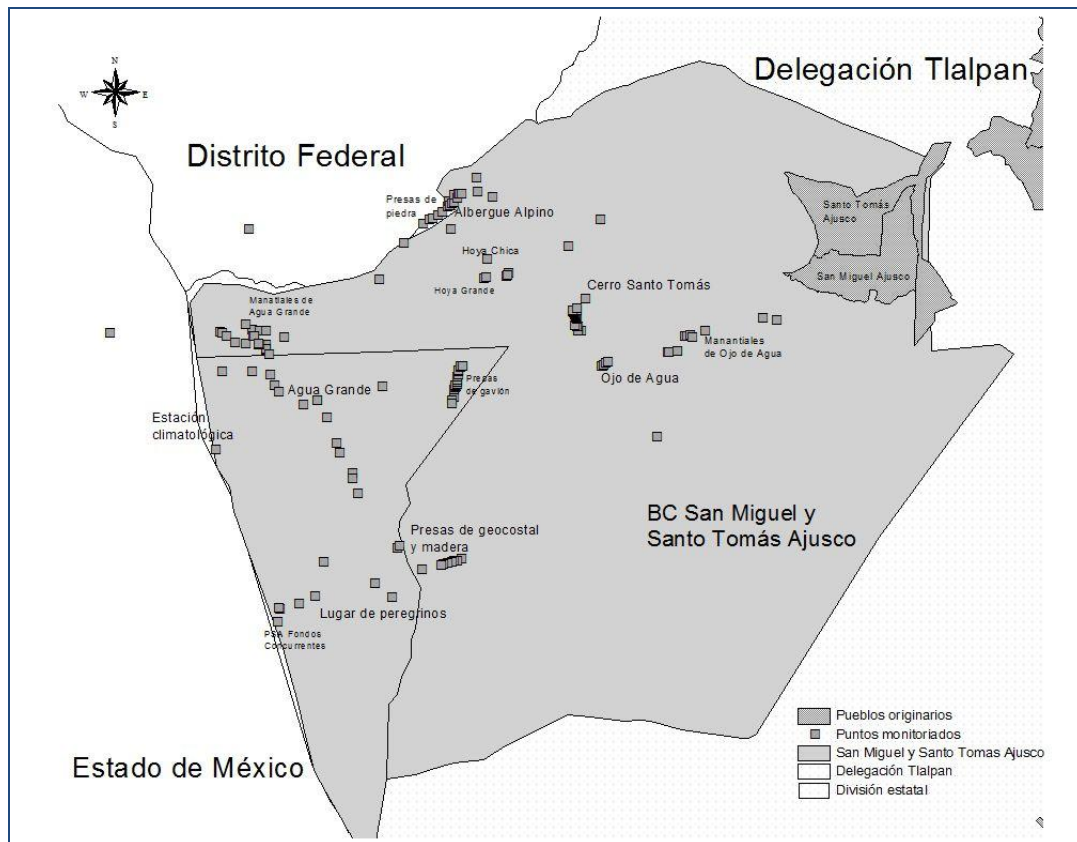 N
W
E
S
Delegación Tlalpan
Distrito Federal
Presas de
piedra
Albergue Alpino
Santo Tomás
Ajusco
Hoya Chica
San Miguel Ajusco
Hoya Grande
Cerro Santo Tomás
Manatiales de
Agua Grande
Manantiales
de Ojo de Agua
Ojo de Agua
Presas
de gavión
Agua Grande
Estación
climatológica
BC San Miguel y
Santo Tomás Ajusco
Presas de geocostal
y madera
Lugar de peregrinos
PSA Fondos
Concurrentes
Estado de México
Pueblos originarios
Puntos monitoriados
San Miguel y Santo Tomas Ajusco
Delegación Tlalpan
División estatal